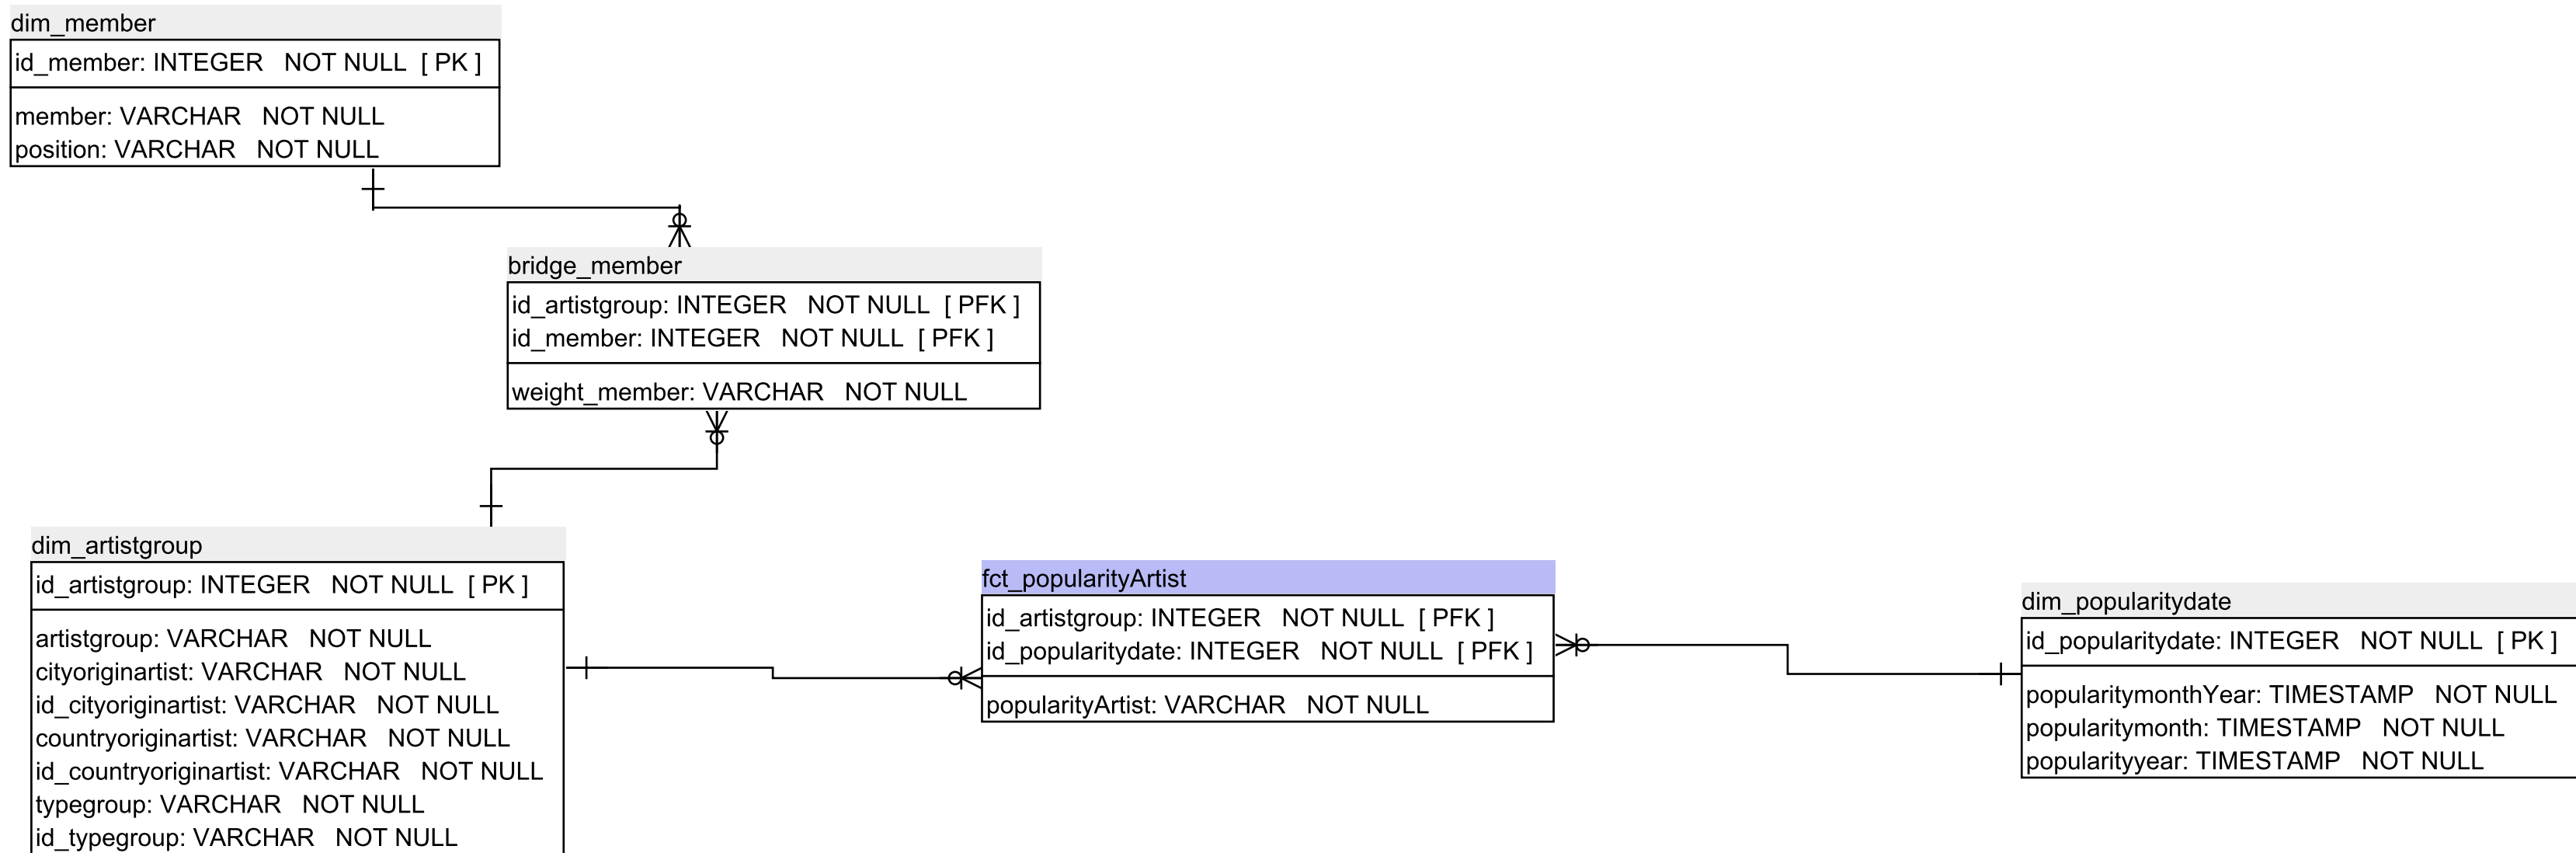 dim_member
id_member: INTEGER NOT NULL [ PK ]
member: VARCHAR NOT NULL
position: VARCHAR NOT NULL
bridge_member
id_artistgroup: INTEGER NOT NULL [ PFK ]
id_member: INTEGER NOT NULL [ PFK ]
weight_member: VARCHAR NOT NULL
dim_artistgroup
id_artistgroup: INTEGER NOT NULL [ PK ]
artistgroup: VARCHAR NOT NULL
cityoriginartist: VARCHAR NOT NULL
id_cityoriginartist: VARCHAR NOT NULL
countryoriginartist: VARCHAR NOT NULL
id_countryoriginartist: VARCHAR NOT NULL
typegroup: VARCHAR NOT NULL
id_typegroup: VARCHAR NOT NULL
fct_popularityArtist
id_artistgroup: INTEGER NOT NULL [ PFK ]
id_popularitydate: INTEGER NOT NULL [ PFK ]
popularityArtist: VARCHAR NOT NULL
dim_popularitydate
id_popularitydate: INTEGER NOT NULL [ PK ]
popularitymonthYear: TIMESTAMP NOT NULL
popularitymonth: TIMESTAMP NOT NULL
popularityyear: TIMESTAMP NOT NULL